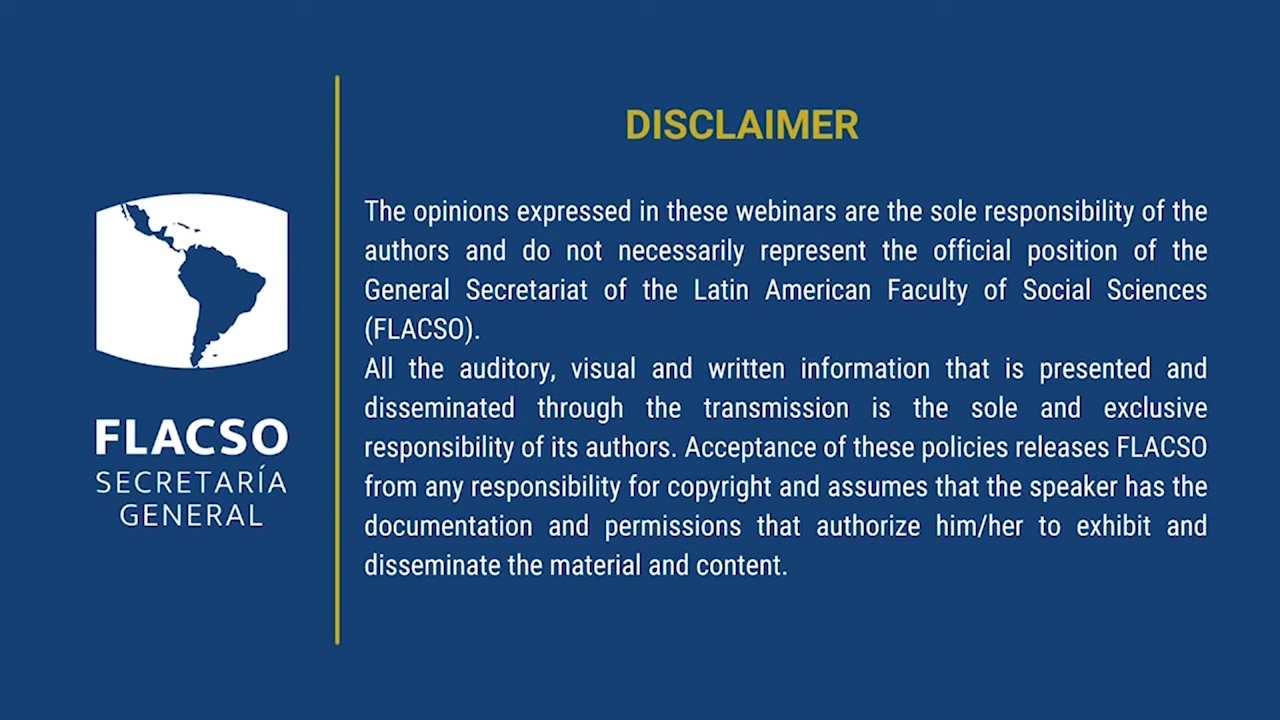 FLACSO
SECRETARÍA
GENERAL
DISCLAIMER
The opinions expressed in these webinars are the sole responsibility of the
authors and do not necessarily represent the official position of the
General Secretariat of the Latin American Faculty of Social Sciences
(FLACSO).
All the auditory, visual and written information that is presented and
disseminated through the transmission is the sole and exclusive
responsibility of its authors. Acceptance of these policies releases FLACSO
from any responsibility for copyright and assumes that the speaker has the
documentation and permissions that authorize him/her to exhibit and
disseminate the material and content.